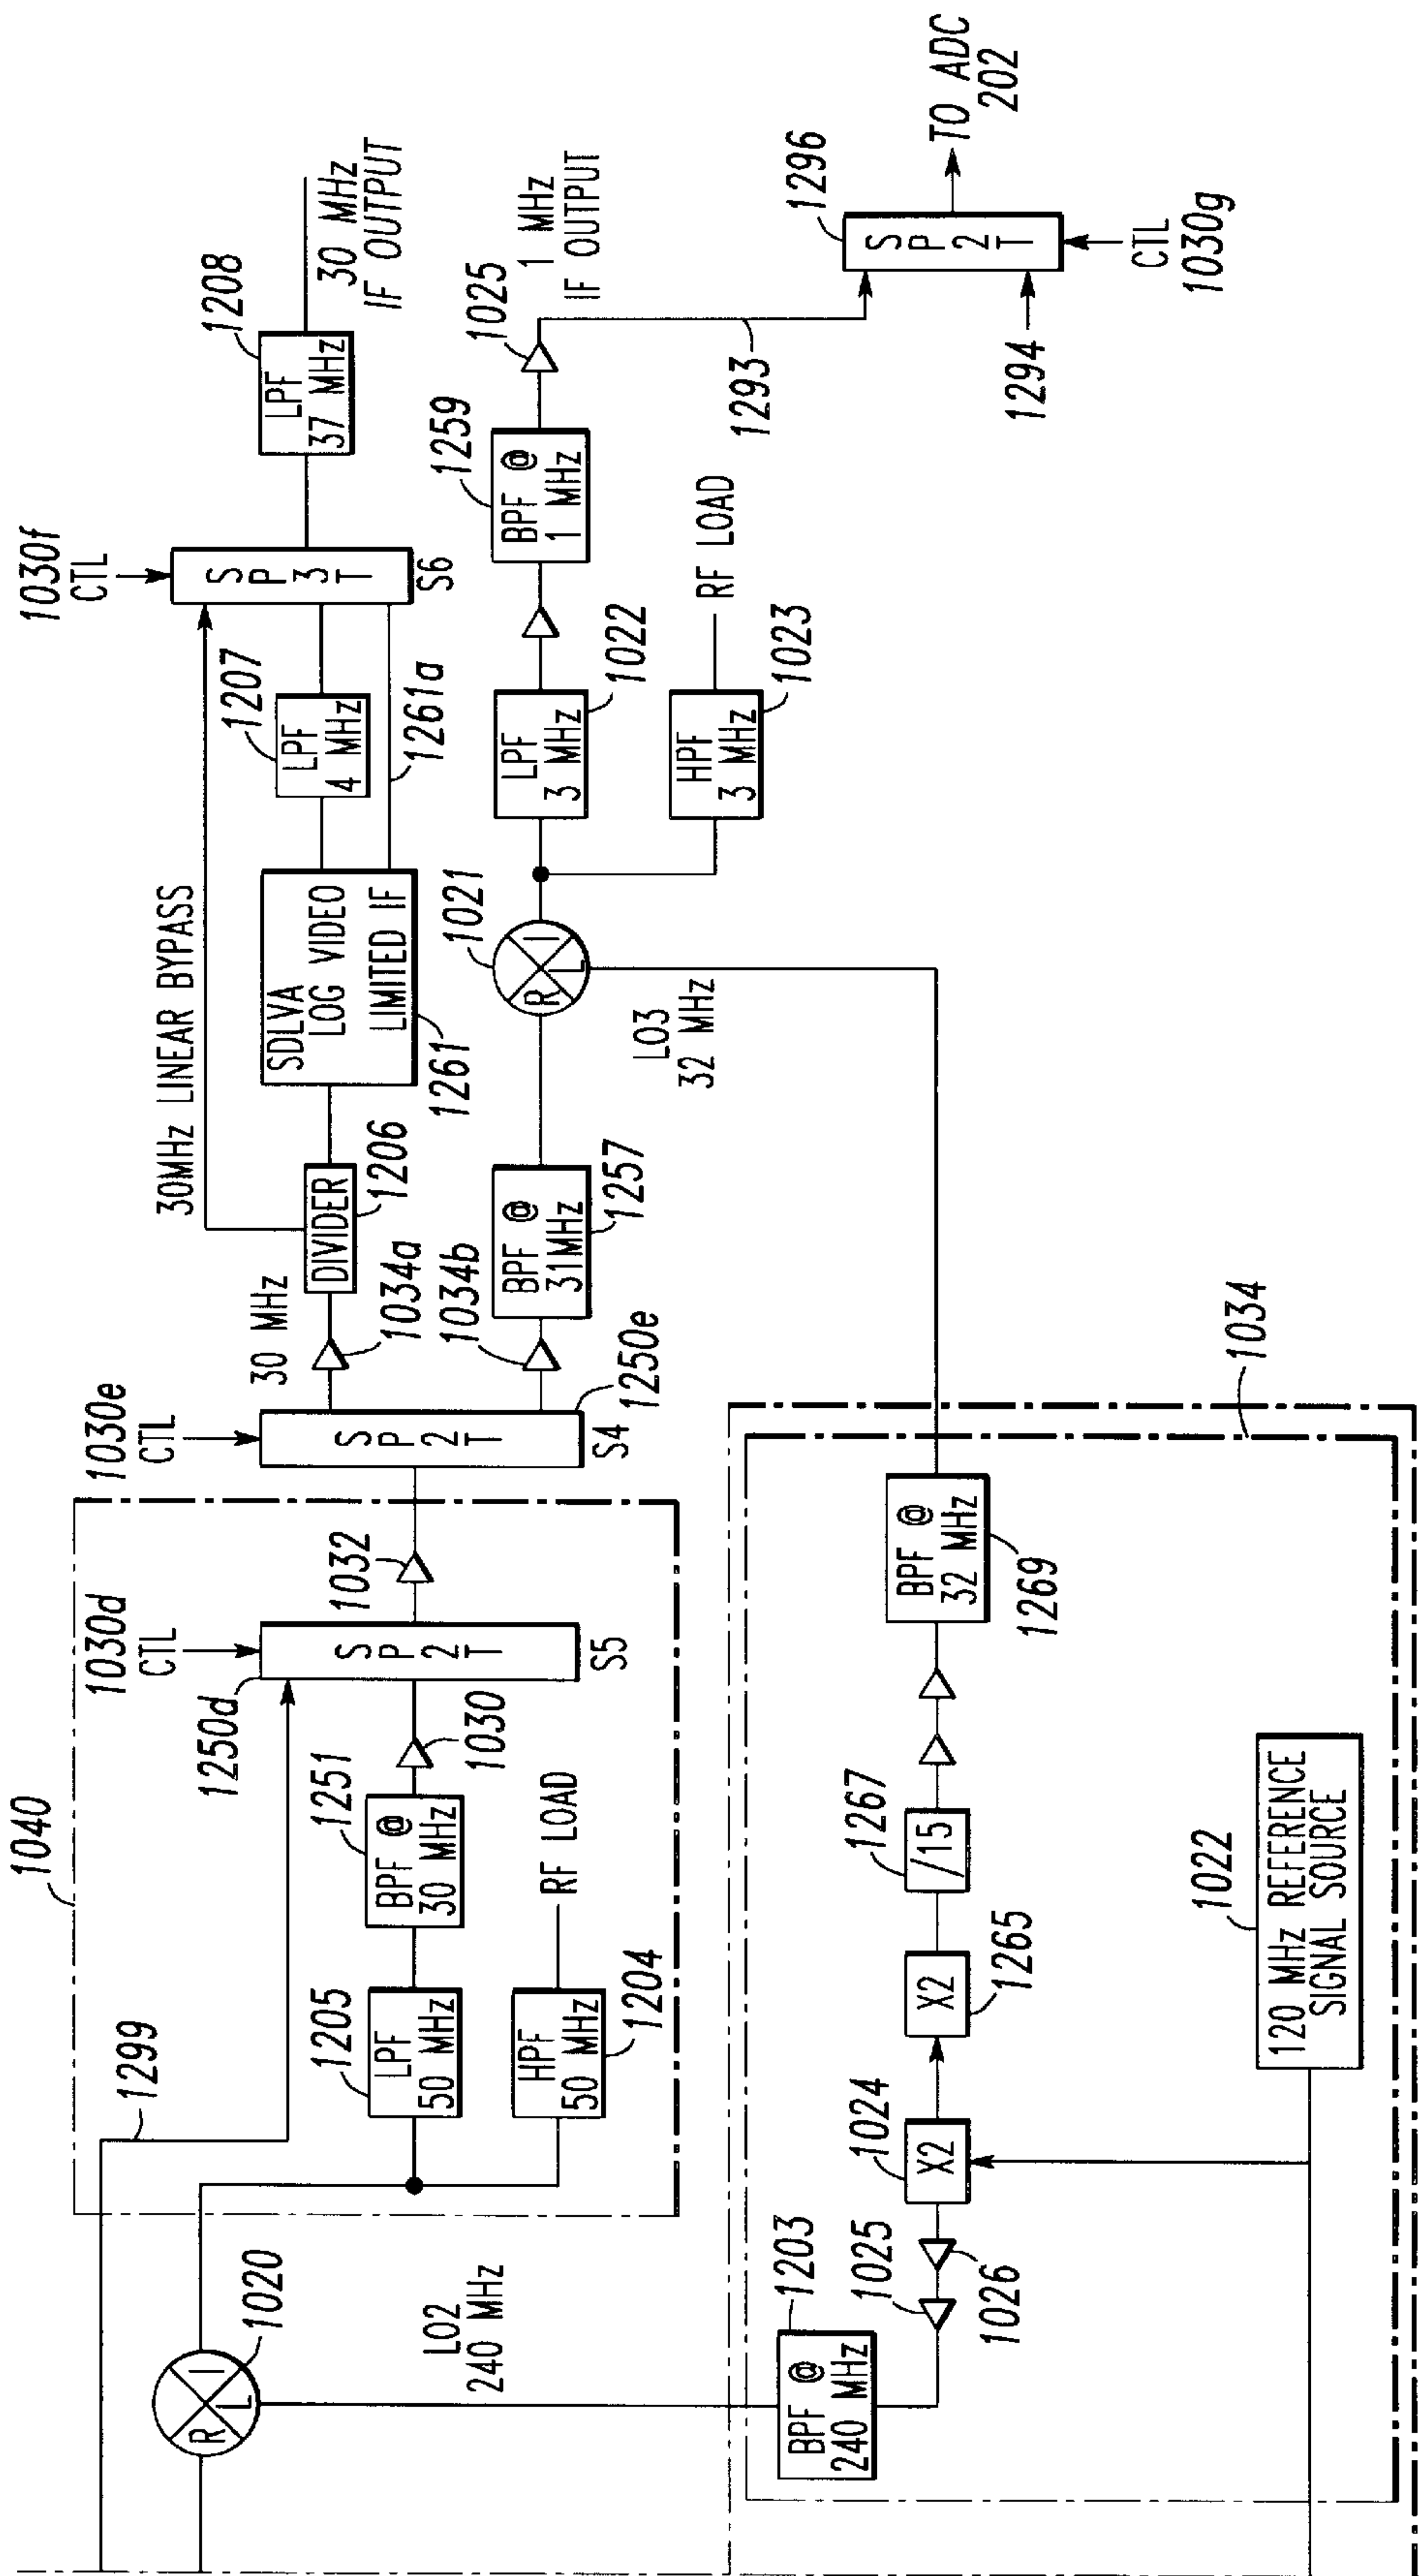 1030f
CTL
1208
LPF
37 MHz
30 MHz
IF OUTPUT
30MHz LINEAR BYPASS
1207
LPF
4 MHz
S
P
3
T
S6
SDLVA
LOG VIDEO
LIMITED IF
1261
1261a
30 MHz
DIVIDER
1206
1034a
1030e
CTL
S
P
2
T
S4
1250e
1034b
BPF @
31MHz
1257
1021
R
I
L
LO3
32 MHz
LPF
3 MHz
1022
HPF
3 MHz
1023
RF LOAD
BPF @
1 MHz
1259
1025
1 MHz
IF OUTPUT
1293
1294
1296
S
P
2
T
CTL
1030g
TO ADC
202
1040
1299
1030d
CTL
1250d
S
P
2
T
S5
1032
1030
1251
BPF @
30 MHz
1205
LPF
50 MHz
HPF
50 MHz
1204
RF LOAD
R
I
L
1020
LO2
240 MHz
1203
BPF @
240 MHz
1025
1026
1024
X2
X2
1265
1267
/15
BPF @
32 MHz
1269
1034
1022
120 MHz REFERENCE
SIGNAL SOURCE